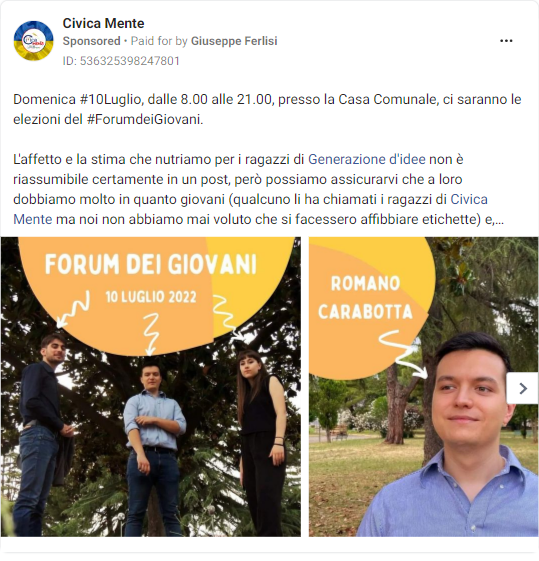 Civica Mente
Sponsored • Paid for by Giuseppe Ferlisi
ID: 536325398247801
Domenica #10Luglio, dalle 8.00 alle 21.00, presso la Casa Comunale, ci saranno le
elezioni del #ForumdeiGiovani.
L'affetto e la stima che nutriamo per i ragazzi di Generazione d'idee non è
riassumibile certamente in un post, però possiamo assicurarvi che a loro
dobbiamo molto in quanto giovani (qualcuno li ha chiamati i ragazzi di Civica
Mente ma noi non abbiamo mai voluto che si facessero affibbiare etichette) e,...
FORUM DEI GIOVANI
10 LUGLIO 2022
ROMANO
CARABOTTA